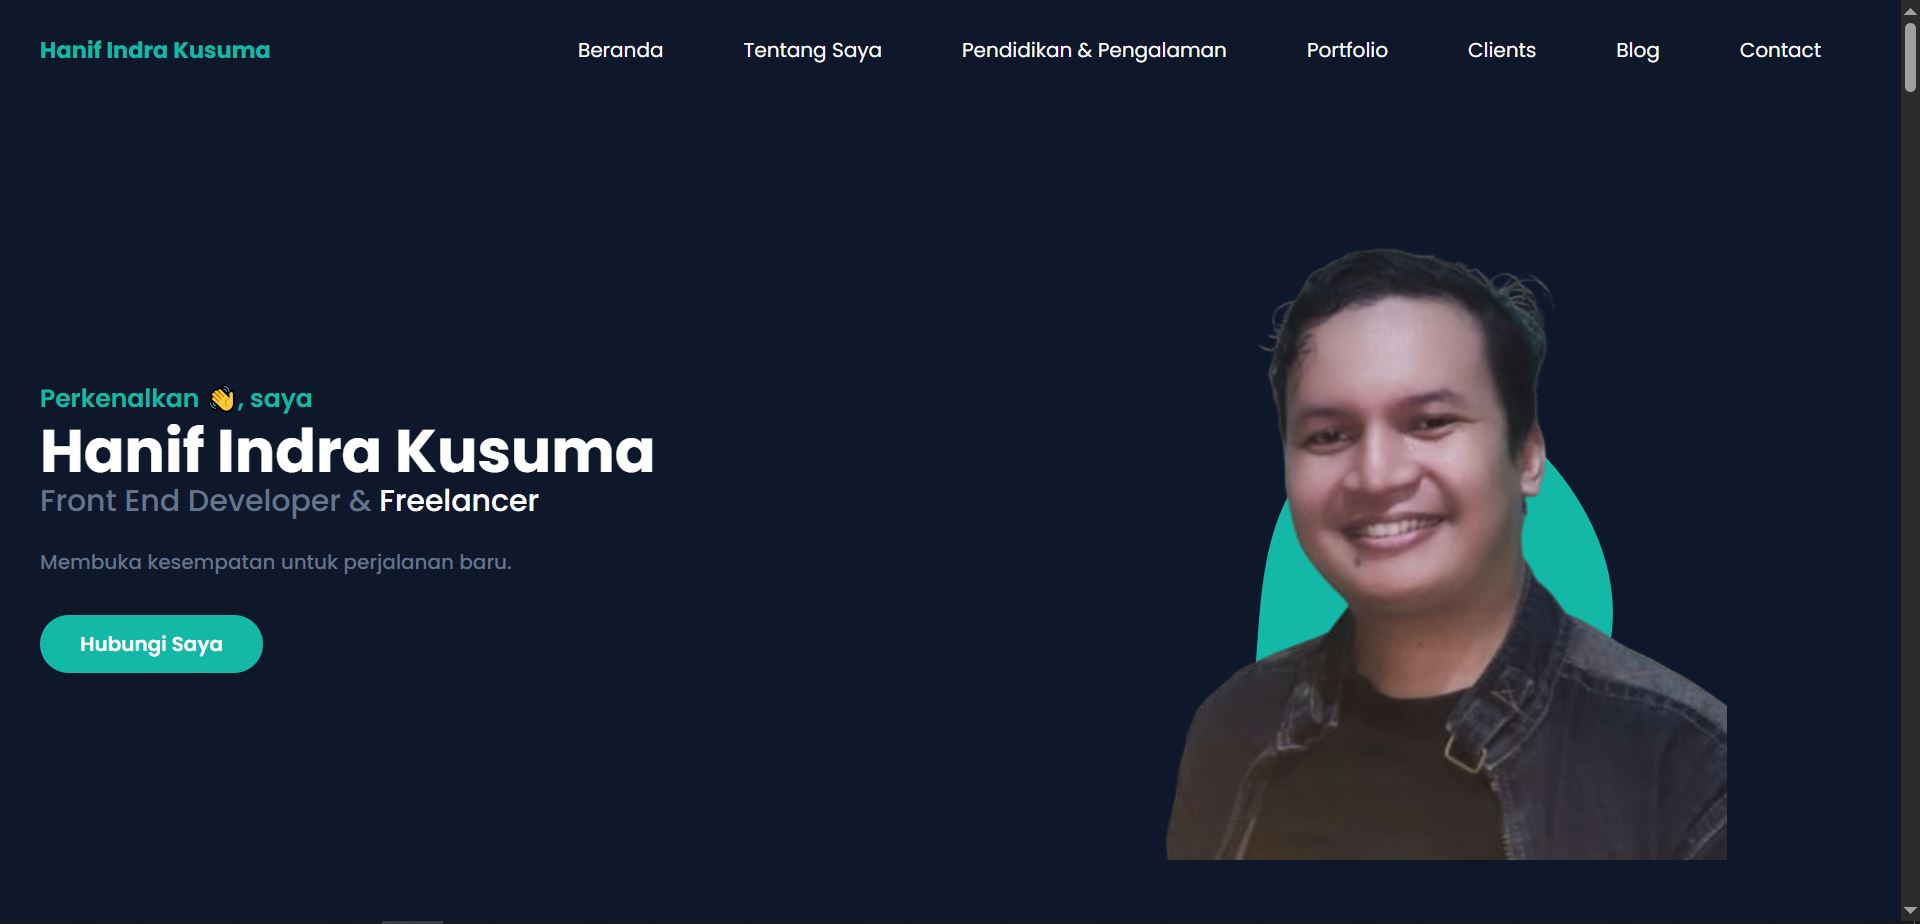 Hanif Indra Kusuma
Beranda
Tentang Saya
Pendidikan & Pengalaman
Portfolio
Clients
Blog
Contact
Perkenalkan 👋, saya
Hanif Indra Kusuma
Front End Developer & Freelancer
Membuka kesempatan untuk perjalanan baru.
Hubungi Saya